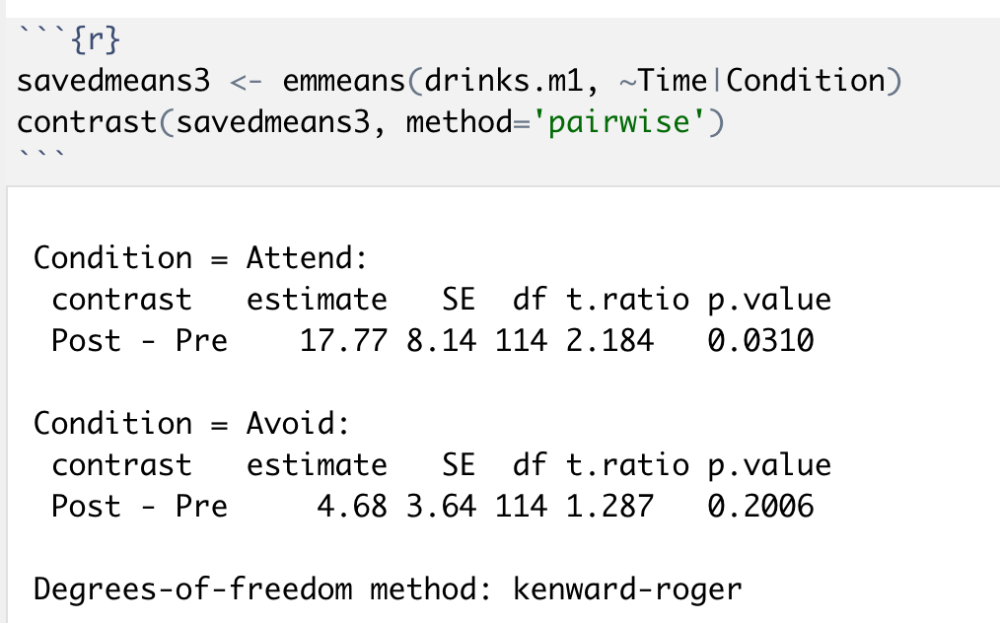 ```{r}
savedmeans3 <- emmeans(drinks.m1, ~Time|Condition)
contrast(savedmeans3, method='pairwise')
```
Condition = Attend:
 contrast   estimate   SE  df t.ratio p.value
 Post - Pre    17.77 8.14 114 2.184   0.0310
Condition = Avoid:
 contrast   estimate   SE  df t.ratio p.value
 Post - Pre     4.68 3.64 114 1.287   0.2006
Degrees-of-freedom method: kenward-roger